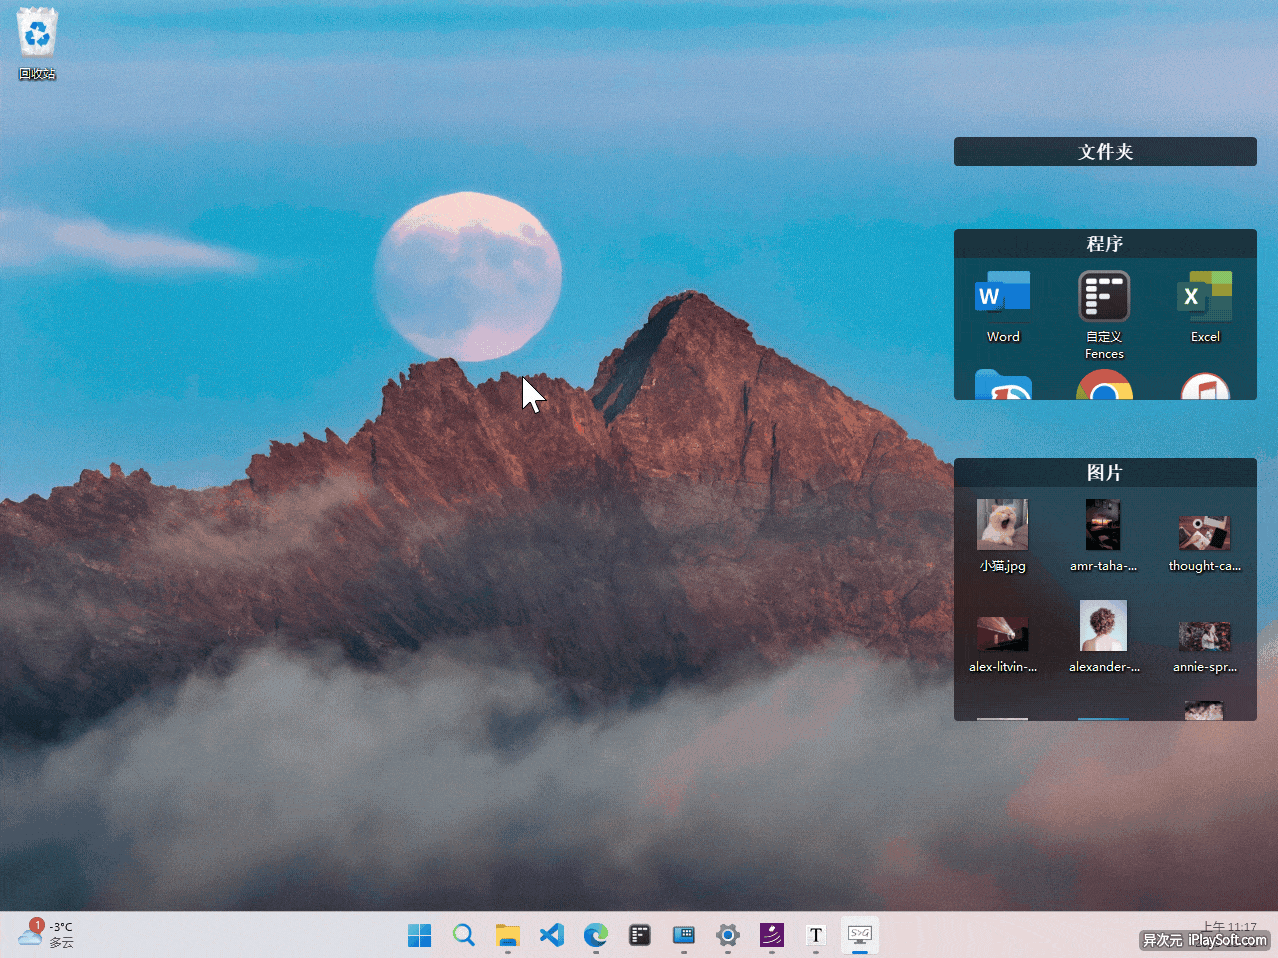 回收站
文件夹
程序
Word
自定义
Fences
Excel
图片
小猫.jpg
amr-taha-...
thought-ca...
alex-litvin-...
alexander-...
annie-spr...
1
-3°C
多云
T
S>G
上午 11:17
异次元 iPlaySoft.com